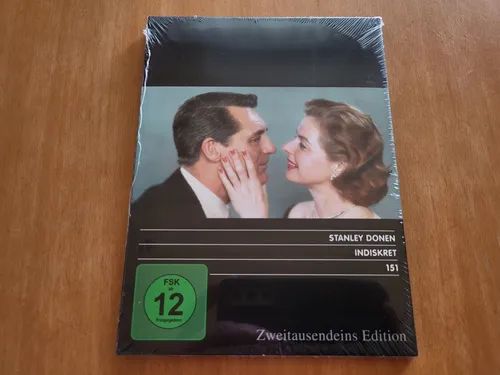 STANLEY DONEN
INDISKRET
151
FSK
ab
12
freigegeben
Zweitausendeins Edition